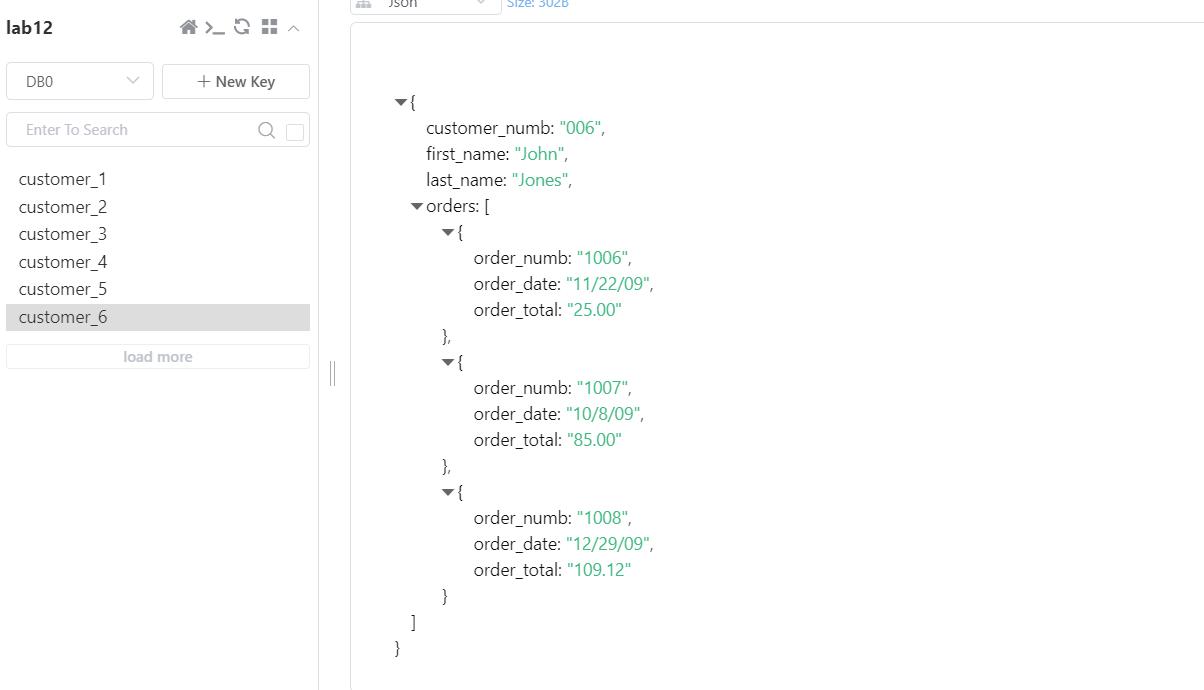 lab12
DB0
New Key
Enter To Search
customer_1
customer_2
customer_3
customer_4
customer_5
customer_6
load more
Json
Size: 302B
{
customer_numb: "006",
first_name: "John",
last_name: "Jones",
orders: [
{
order_numb: "1006",
order_date: "11/22/09",
order_total: "25.00"
},
{
order_numb: "1007",
order_date: "10/8/09",
order_total: "85.00"
},
{
order_numb: "1008",
order_date: "12/29/09",
order_total: "109.12"
}
]
}